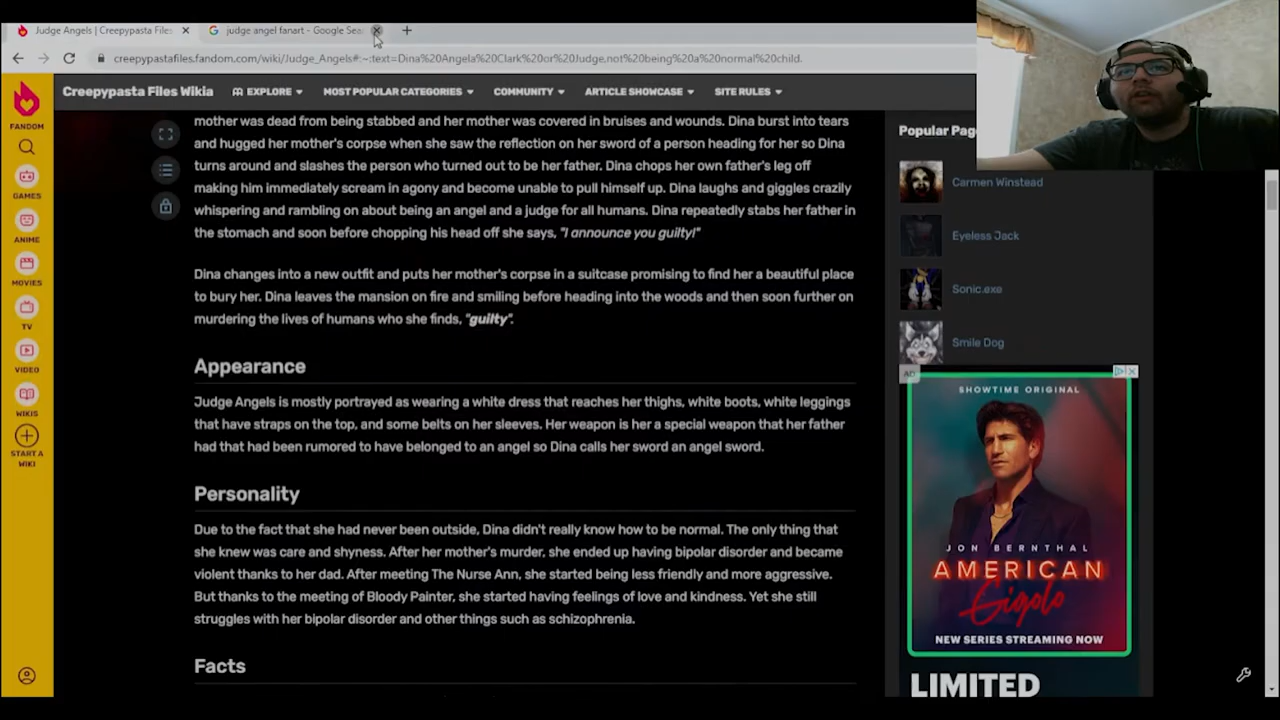 Judge Angels | Creepypasta Files
judge angel fanart - Google Sea
creepypastafiles.fandom.com/wiki/Judge_Angels#:~:text=Dina%20Angela%20Clark%20or%20Judge,not%20being%20a%20normal%20child.
FANDOM
GAMES
ANIME
MOVIES
TV
VIDEO
WIKIS
START A
WIKI
Creepypasta Files Wikia
EXPLORE
MOST POPULAR CATEGORIES
COMMUNITY
ARTICLE SHOWCASE
SITE RULES
mother was dead from being stabbed and her mother was covered in bruises and wounds. Dina burst into tears
and hugged her mother's corpse when she saw the reflection on her sword of a person heading for her so Dina
turns around and slashes the person who turned out to be her father. Dina chops her own father's leg off
making him immediately scream in agony and become unable to pull himself up. Dina laughs and giggles crazily
whispering and rambling on about being an angel and a judge for all humans. Dina repeatedly stabs her father in
the stomach and soon before chopping his head off she says, "I announce you guilty!"
Dina changes into a new outfit and puts her mother's corpse in a suitcase promising to find her a beautiful place
to bury her. Dina leaves the mansion on fire and smiling before heading into the woods and then soon further on
murdering the lives of humans who she finds, "guilty".
Appearance
Judge Angels is mostly portrayed as wearing a white dress that reaches her thighs, white boots, white leggings
that have straps on the top, and some belts on her sleeves. Her weapon is her a special weapon that her father
had that had been rumored to have belonged to an angel so Dina calls her sword an angel sword.
Personality
Due to the fact that she had never been outside, Dina didn't really know how to be normal. The only thing that
she knew was care and shyness. After her mother's murder, she ended up having bipolar disorder and became
violent thanks to her dad. After meeting The Nurse Ann, she started being less friendly and more aggressive.
But thanks to the meeting of Bloody Painter, she started having feelings of love and kindness. Yet she still
struggles with her bipolar disorder and other things such as schizophrenia.
Facts
Popular Pag
Carmen Winstead
Eyeless Jack
Sonic.exe
Smile Dog
AD
SHOWTIME ORIGINAL
JON BERNTHAL
AMERICAN
Gigolo
NEW SERIES STREAMING NOW
LIMITED